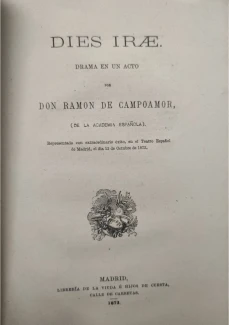 DIES IRÆ.
DRAMA EN UN ACTO
POR
DON RAMON DE CAMPOAMOR,
(DE LA ACADEMIA ESPAÑOLA).
Representado con extraordinario éxito, en el Teatro Español
de Madrid, el dia de Octubre de 1873.
MADRID,
LIBRERÍA DE LA VIUDA É HIJOS DE CUESTA,
CALLE DE CARRETAS.
1873.